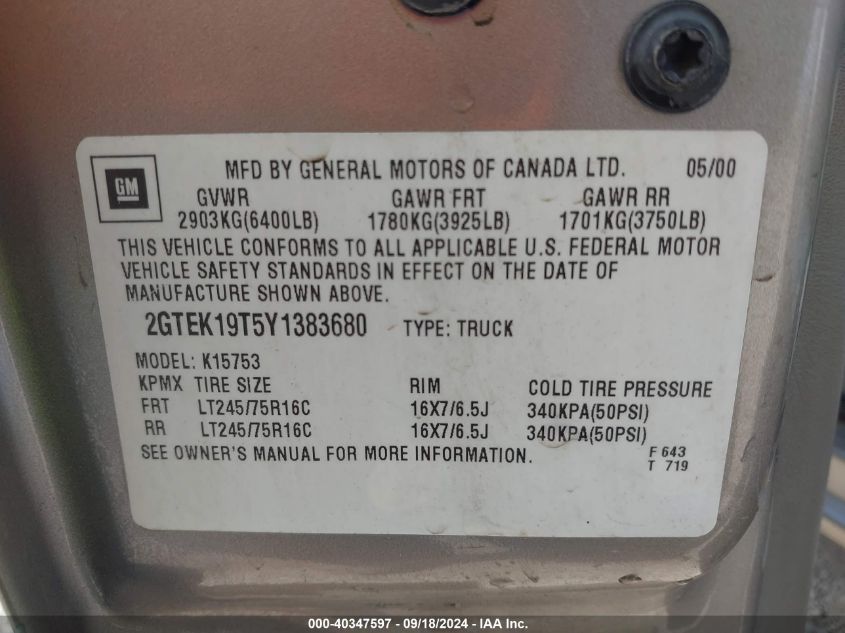 GM
MFD BY GENERAL MOTORS OF CANADA LTD. 05/00
GVWR GAWR FRT GAWR RR
2903KG(6400LB) 1780KG(3925LB) 1701KG(3750LB)
THIS VEHICLE CONFORMS TO ALL APPLICABLE U.S. FEDERAL MOTOR
VEHICLE SAFETY STANDARDS IN EFFECT ON THE DATE OF
MANUFACTURE SHOWN ABOVE.
2GTEK19T5Y1383680 TYPE: TRUCK
MODEL: K15753
KPMX TIRE SIZE RIM COLD TIRE PRESSURE
FRT LT245/75R16C 16X7/6.5J 340KPA(50PSI)
RR LT245/75R16C 16X7/6.5J 340KPA(50PSI)
SEE OWNER'S MANUAL FOR MORE INFORMATION. F 643
T 719
000-40347597 - 09/18/2024 - IAA Inc.